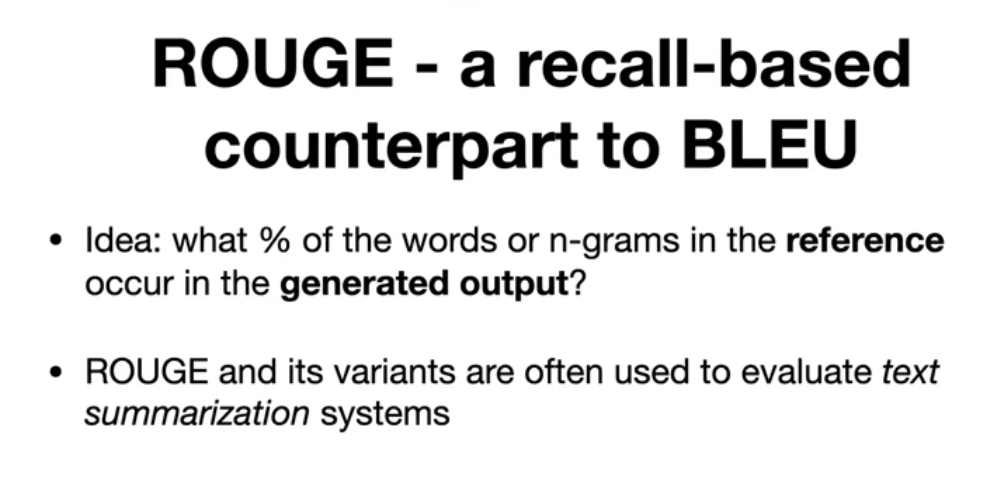 ROUGE - a recall-based
counterpart to BLEU
• Idea: what % of the words or n-grams in the reference
occur in the generated output?
• ROUGE and its variants are often used to evaluate text
summarization systems